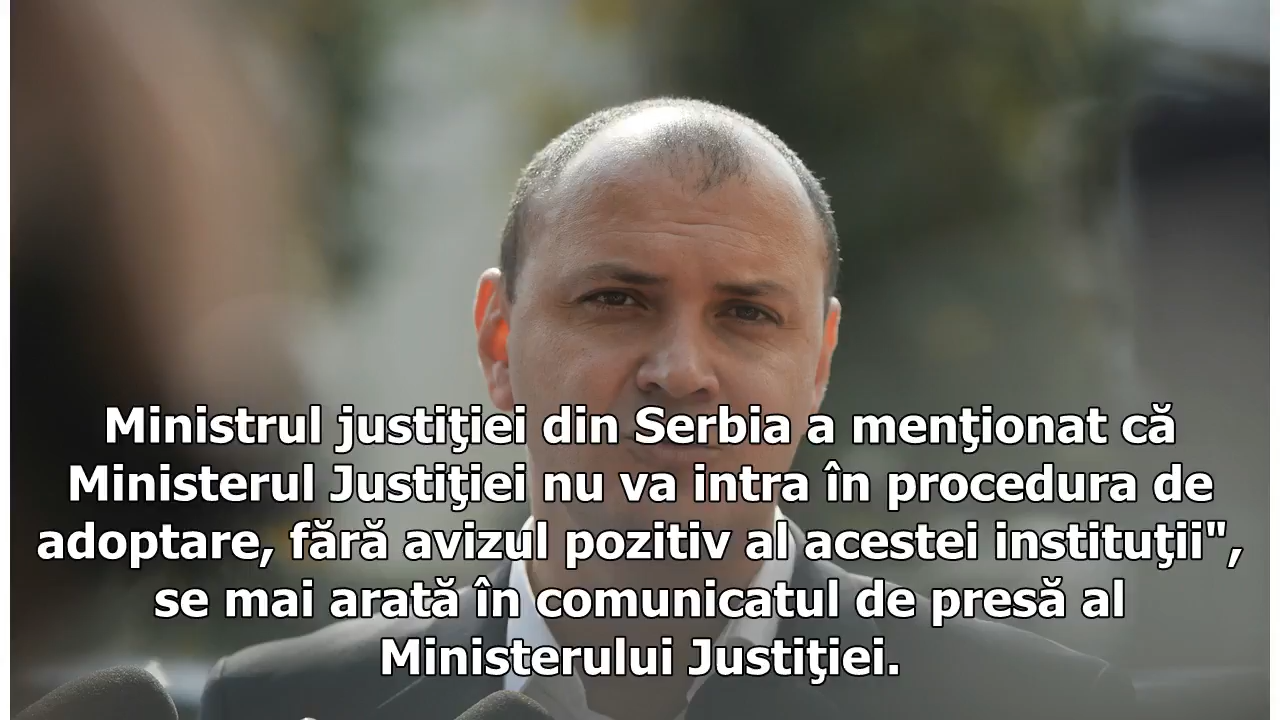 Ministrul justiţiei din Serbia a menţionat că
Ministerul Justiţiei nu va intra în procedura de
adoptare, fără avizul pozitiv al acestei instituţii",
se mai arată în comunicatul de presă al
Ministerului Justiţiei.